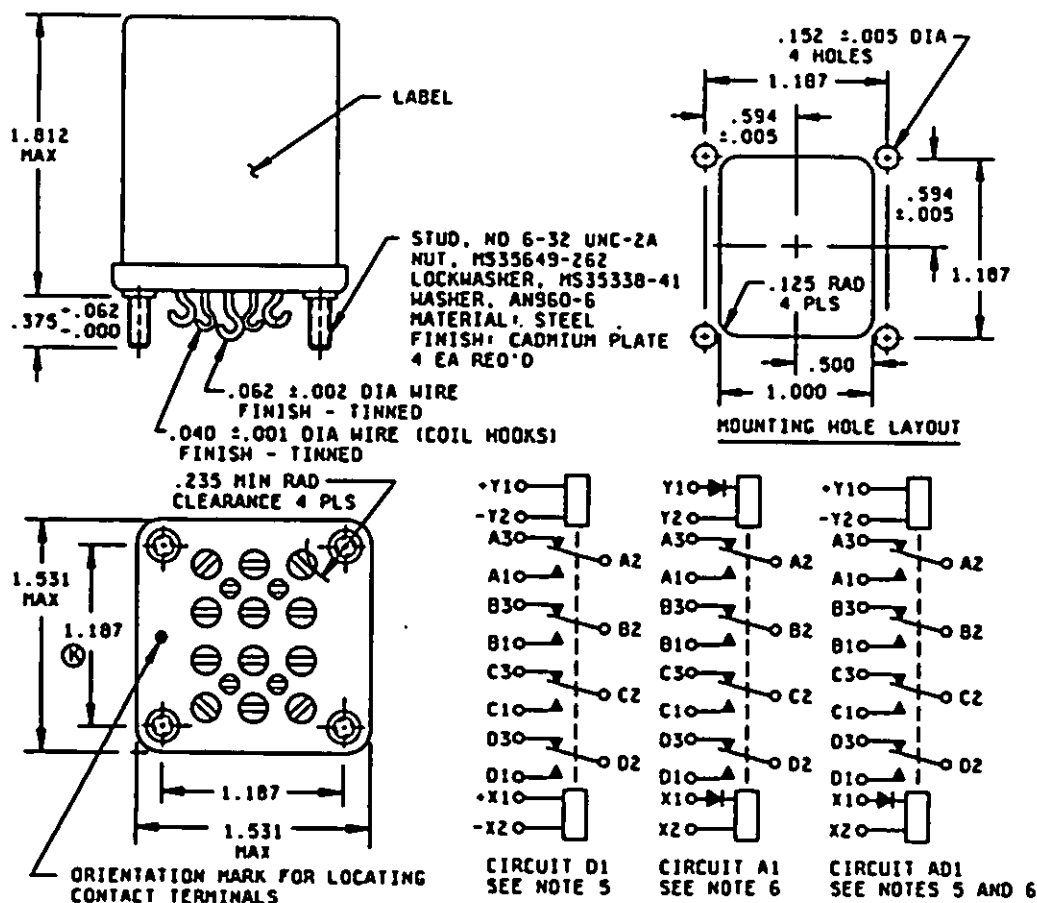 1.812
MAX
LABEL
.375 -.062
-.000
STUD, NO 6-32 UNC-2A
NUT, MS35649-262
LOCKWASHER, MS35338-41
WASHER, AN960-6
MATERIAL: STEEL
FINISH: CADMIUM PLATE
4 EA REQ'D
.062 ±.002 DIA WIRE
FINISH - TINNED
.040 ±.001 DIA WIRE (COIL HOOKS)
FINISH - TINNED
.152 ±.005 DIA
4 HOLES
1.187
.594
±.005
.594
±.005
1.187
.125 RAD
4 PLS
.500
1.000
MOUNTING HOLE LAYOUT
.235 MIN RAD
CLEARANCE 4 PLS
1.531
MAX
1.187
K
1.187
1.531
MAX
ORIENTATION MARK FOR LOCATING
CONTACT TERMINALS
+Y1
-Y2
A3
A2
A1
B3
B2
B1
C3
C2
C1
D3
D2
D1
+X1
-X2
CIRCUIT D1
SEE NOTE 5
Y1
Y2
A3
A2
A1
B3
B2
B1
C3
C2
C1
D3
D2
D1
X1
X2
CIRCUIT A1
SEE NOTE 6
+Y1
-Y2
A3
A2
A1
B3
B2
B1
C3
C2
C1
D3
D2
D1
X1
X2
CIRCUIT AD1
SEE NOTES 5 AND 6